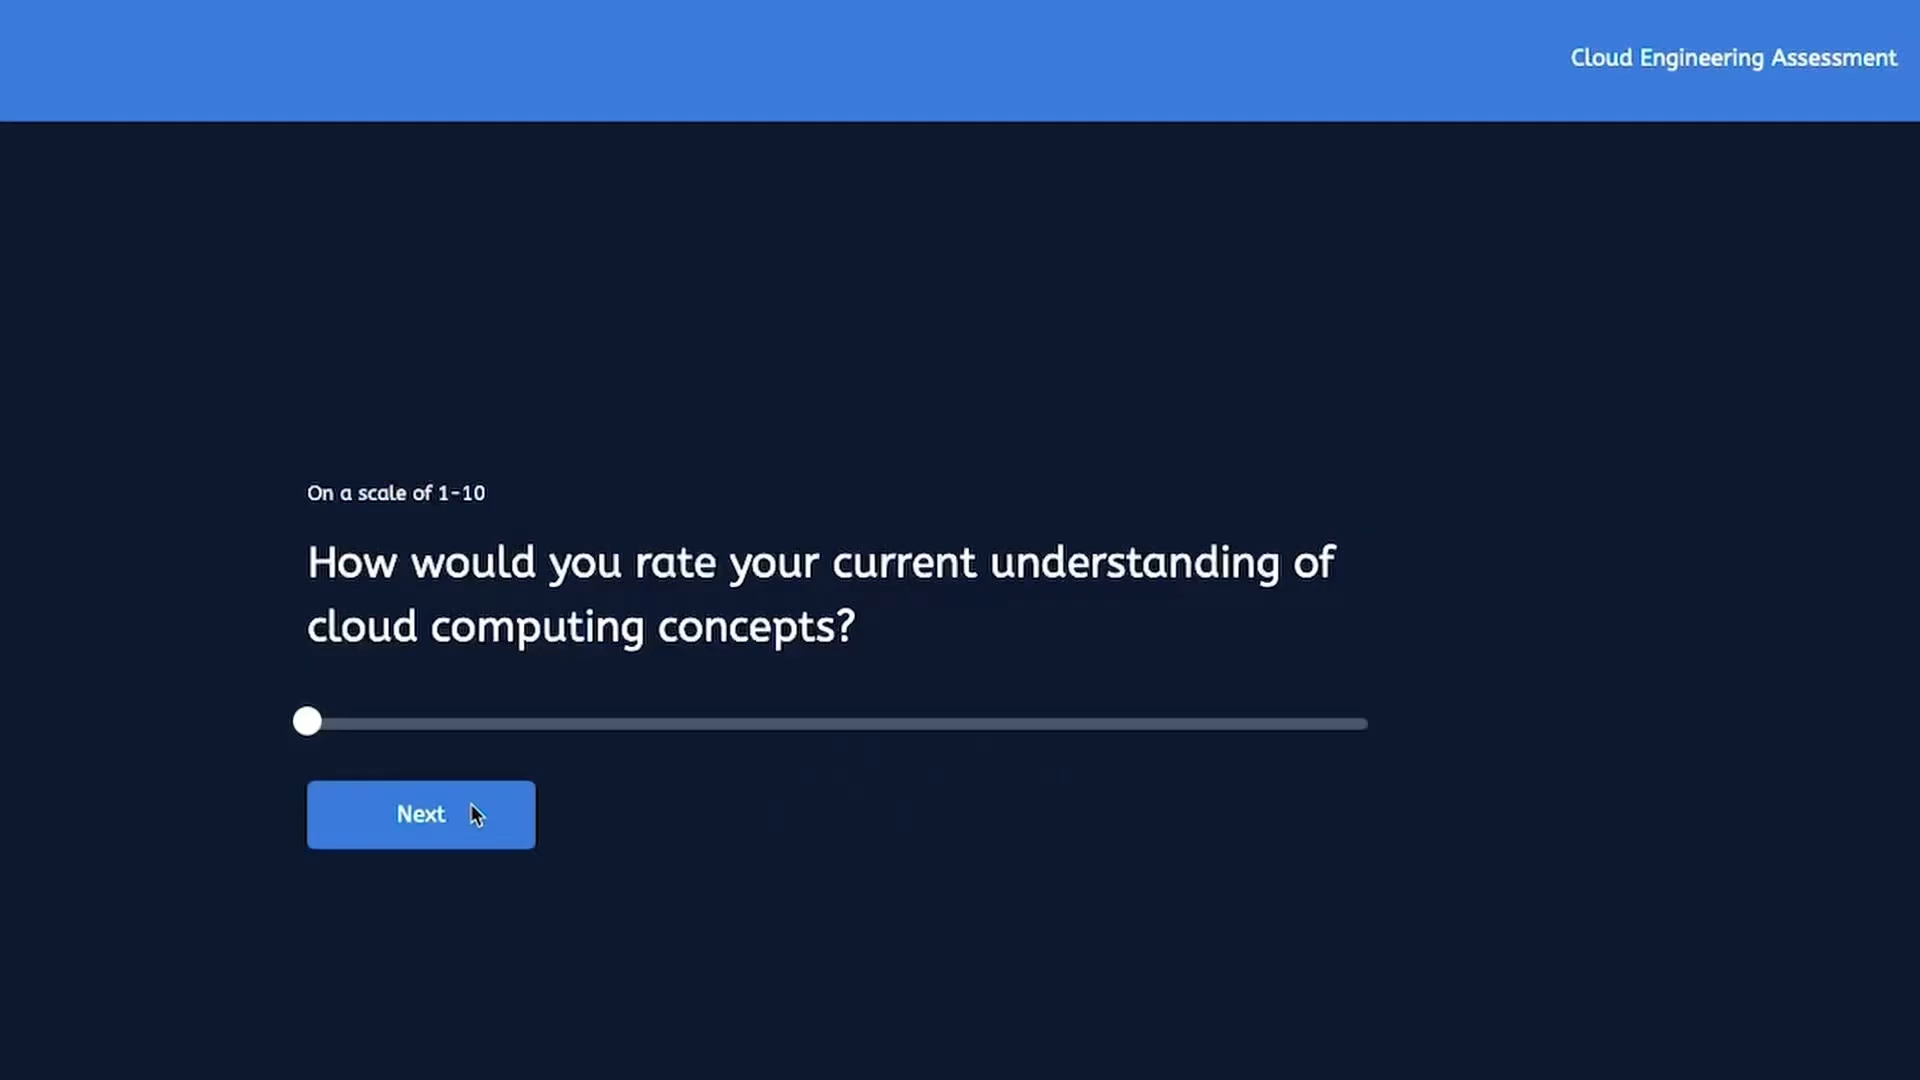 Cloud Engineering Assessment
On a scale of 1-10
How would you rate your current understanding of
cloud computing concepts?
Next